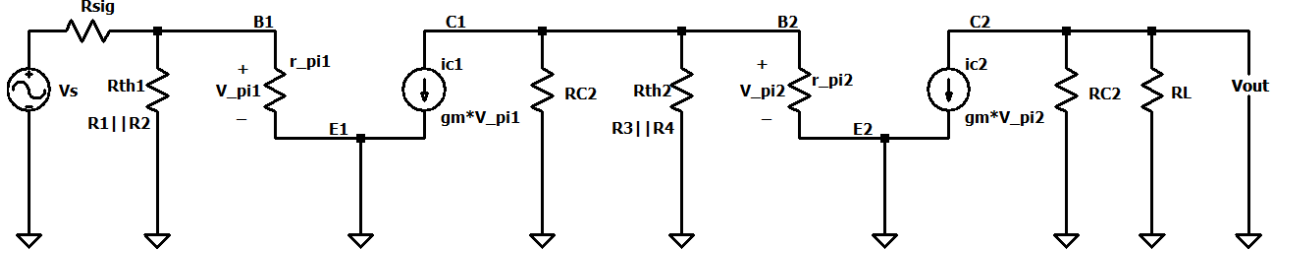 Rsig
B1
C1
B2
C2
Vs
Rth1
R1||R2
+
V_pi1
–
r_pi1
E1
ic1
gm*V_pi1
RC2
Rth2
R3||R4
+
V_pi2
–
r_pi2
E2
ic2
gm*V_pi2
RC2
RL
Vout